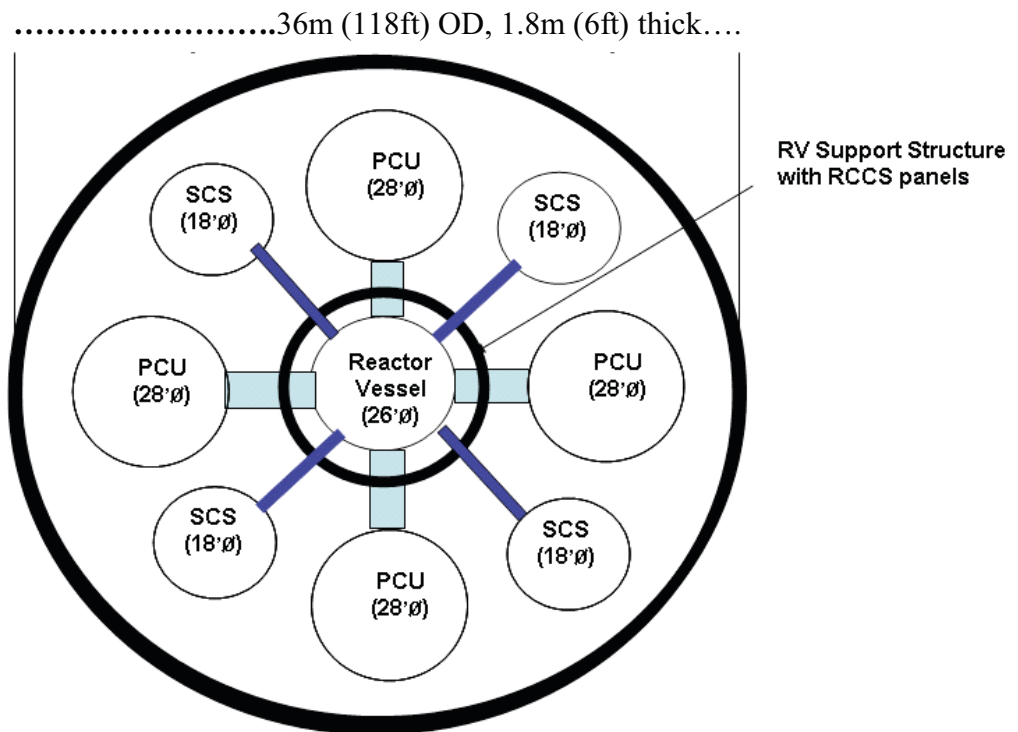 ……………………..36m (118ft) OD, 1.8m (6ft) thick….
RV Support Structure
with RCCS panels
PCU
(28'Ø)
SCS
(18'Ø)
SCS
(18'Ø)
PCU
(28'Ø)
Reactor
Vessel
(26'Ø)
PCU
(28'Ø)
SCS
(18'Ø)
SCS
(18'Ø)
PCU
(28'Ø)